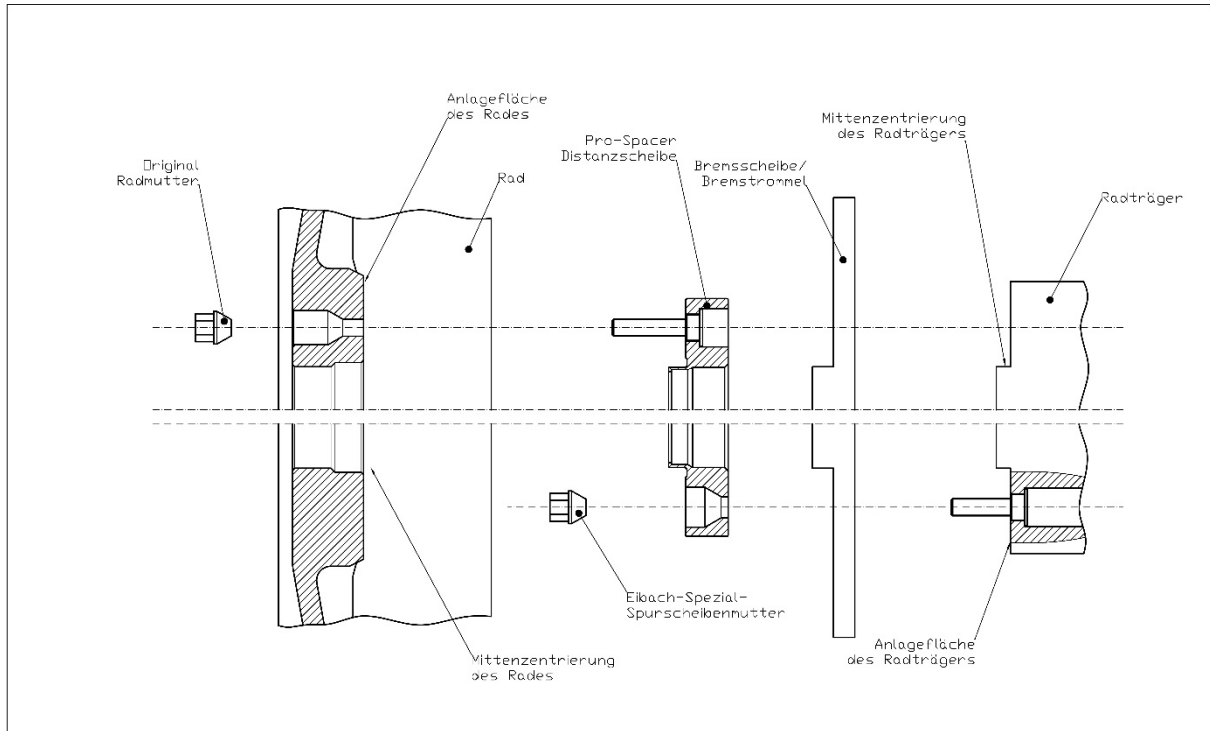 Anlagefläche
des Rades
Original
Radmutter
Rad
Pro-Spacer
Distanzscheibe
Bremsscheibe/
Bremstrommel
Mittenzentrierung
des Radträgers
Radträger
Eibach-Spezial-
Spurscheibenmutter
Mittenzentrierung
des Rades
Anlagefläche
des Radträgers